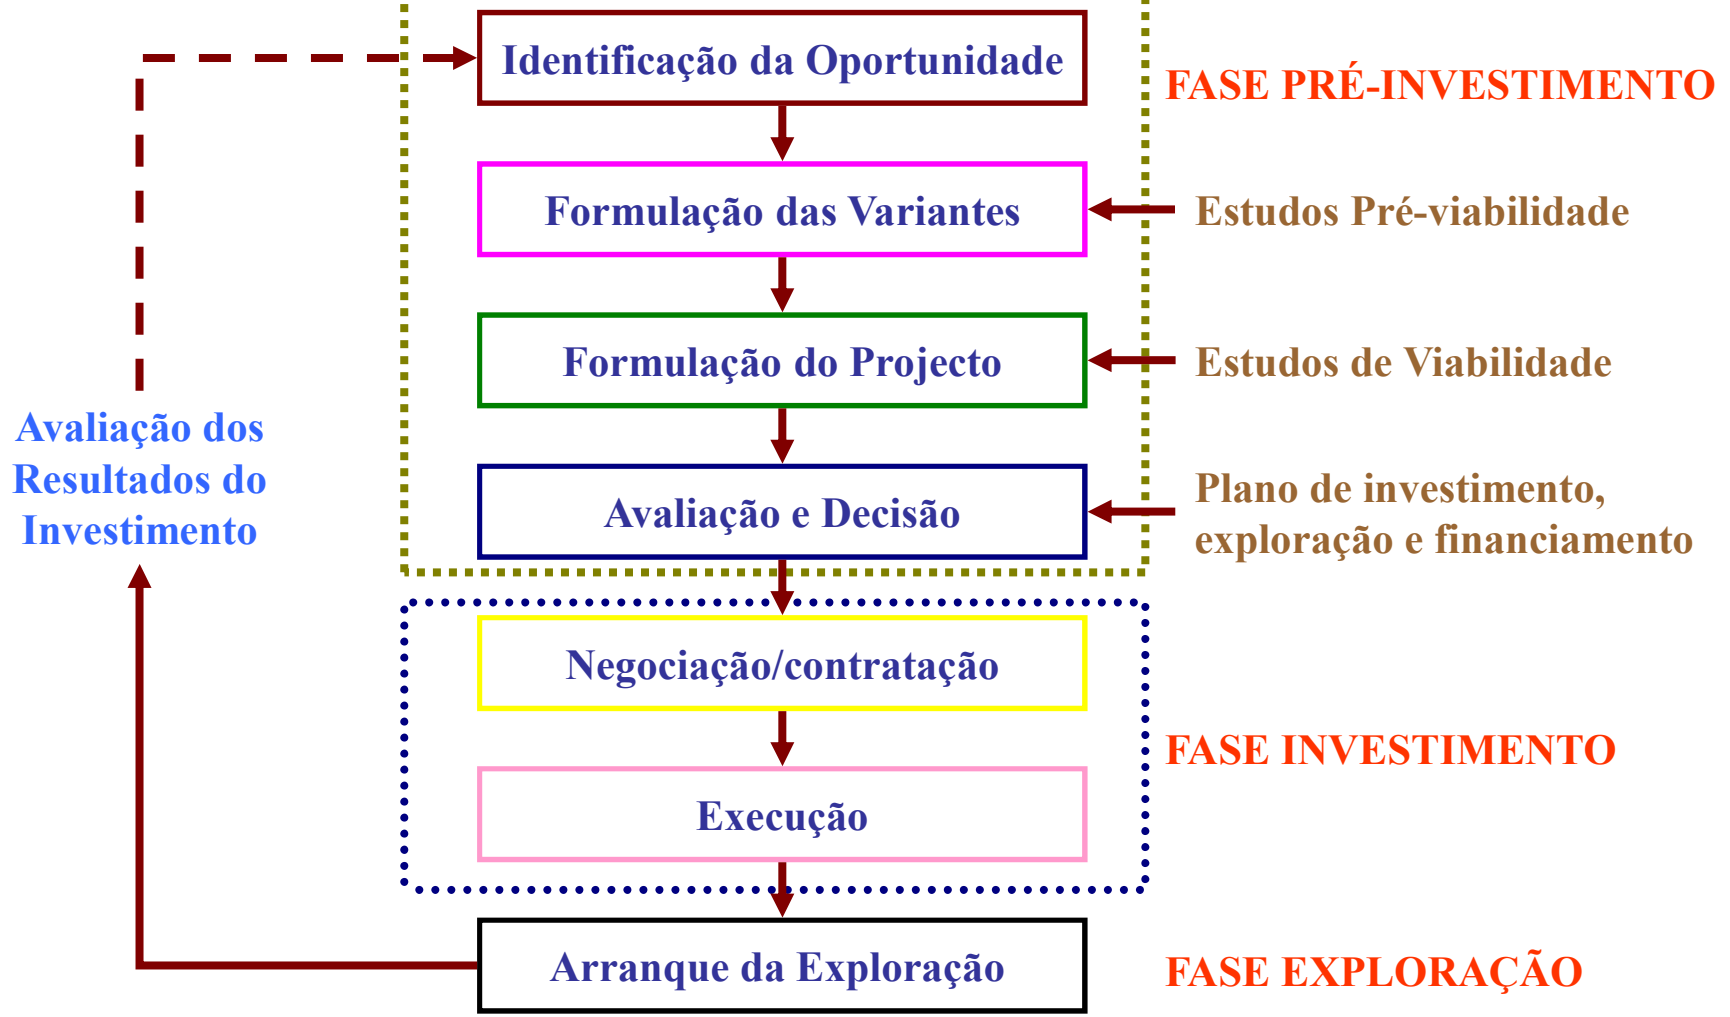 Identificação da Oportunidade
FASE PRÉ-INVESTIMENTO
Formulação das Variantes
Estudos Pré-viabilidade
Formulação do Projecto
Estudos de Viabilidade
Avaliação dos
Resultados do
Investimento
Avaliação e Decisão
Plano de investimento,
exploração e financiamento
Negociação/contratação
FASE INVESTIMENTO
Execução
Arranque da Exploração
FASE EXPLORAÇÃO